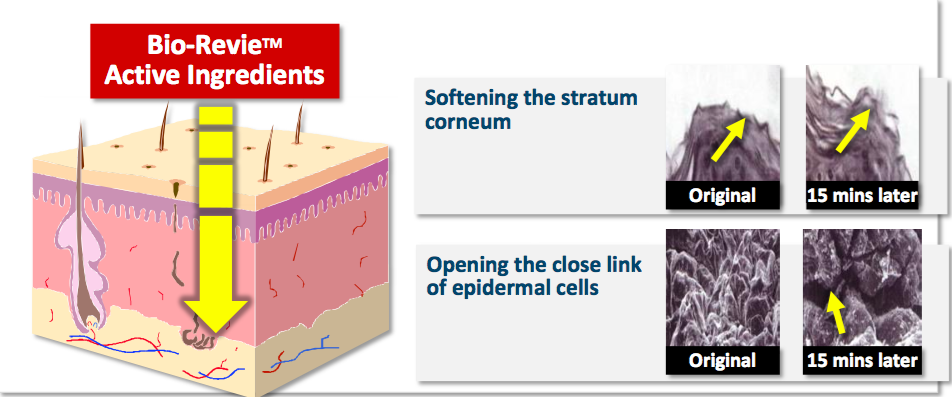 Bio-Revie™
Active Ingredients
Softening the stratum
corneum
Original
15 mins later
Opening the close link
of epidermal cells
Original
15 mins later